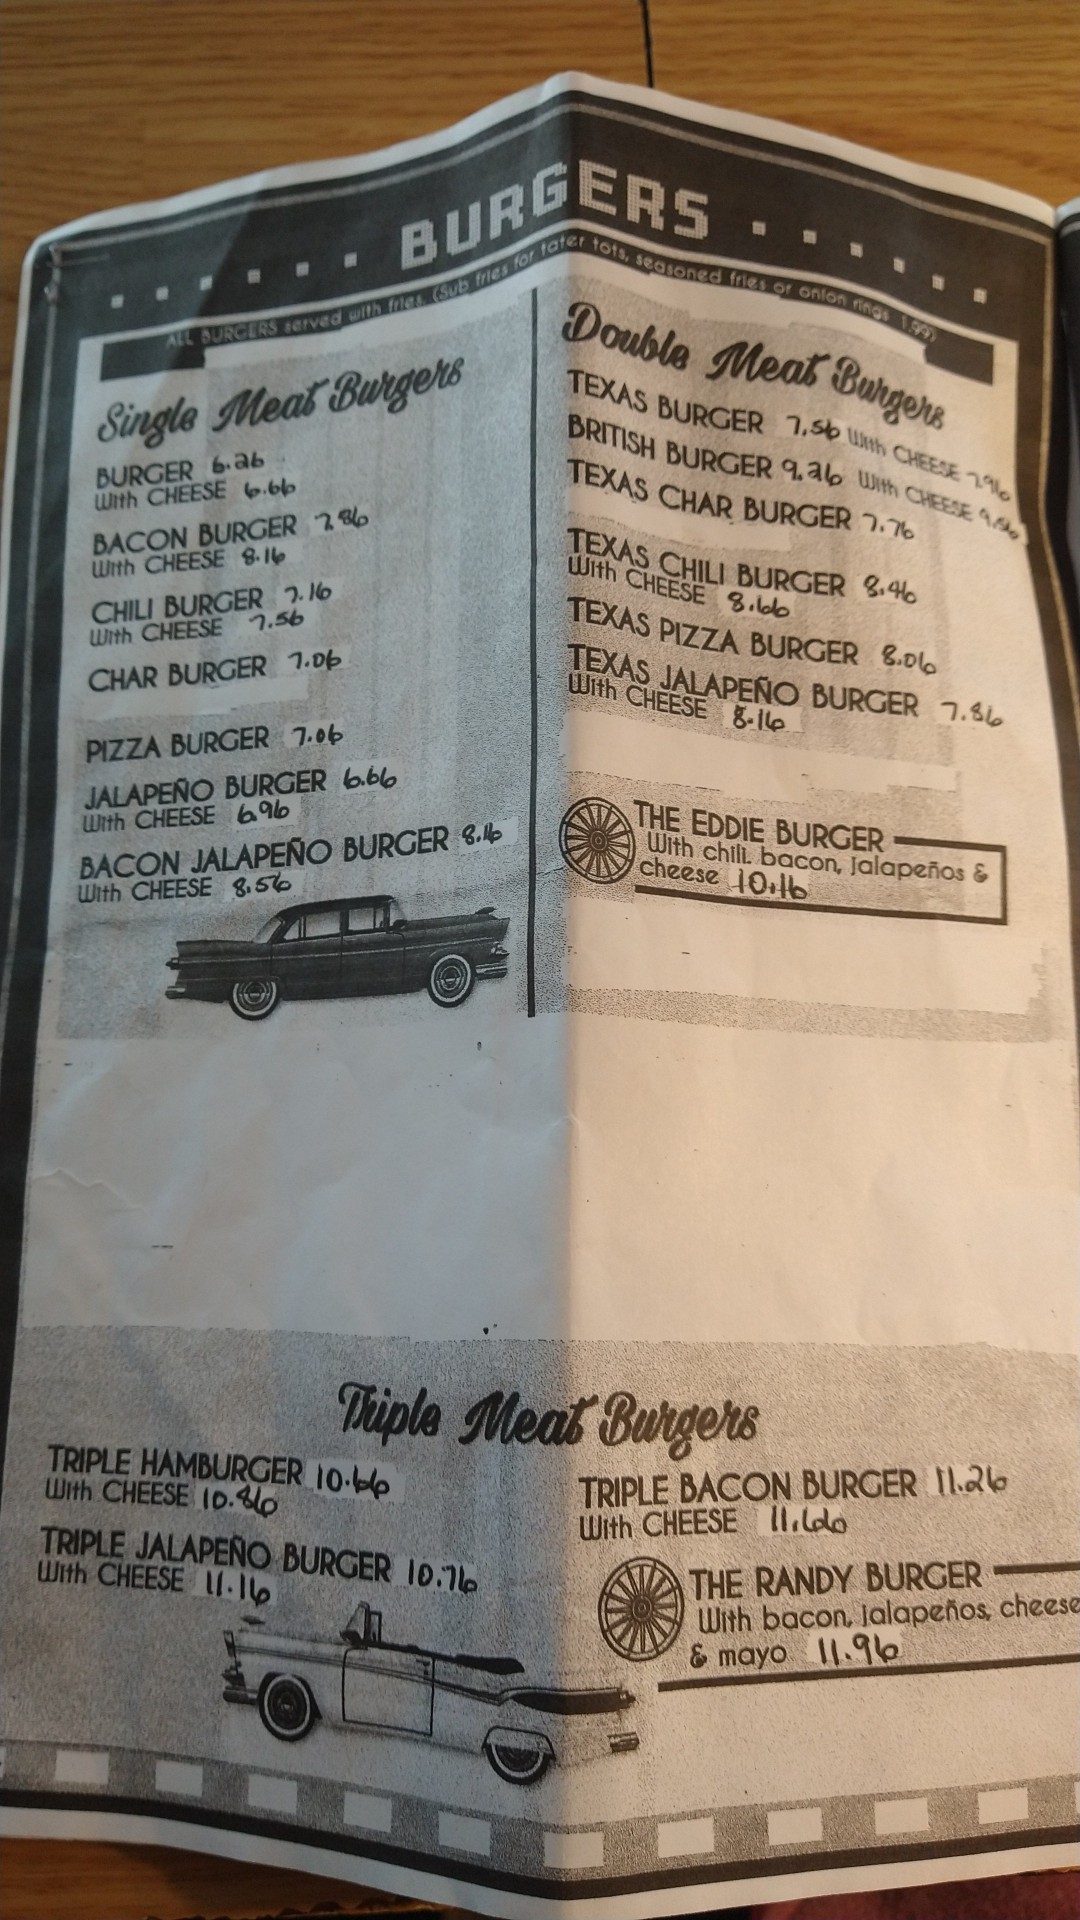 BURGERS
ALL BURGERS served with fries. (Sub fries for tater tots, seasoned fries or onion rings 1.99)
Single Meat Burgers
BURGER 6.26
With CHEESE 6.66
BACON BURGER 7.86
With CHEESE 8.16
CHILI BURGER 7.16
With CHEESE 7.56
CHAR BURGER 7.06
PIZZA BURGER 7.06
JALAPEÑO BURGER 6.66
With CHEESE 6.96
BACON JALAPEÑO BURGER 8.16
With CHEESE 8.56
Double Meat Burgers
TEXAS BURGER 7.56 With CHEESE 7.96
BRITISH BURGER 9.26 With CHEESE 9.56
TEXAS CHAR BURGER 7.76
TEXAS CHILI BURGER 8.46
With CHEESE 8.66
TEXAS PIZZA BURGER 8.06
TEXAS JALAPEÑO BURGER 7.86
With CHEESE 8.16
THE EDDIE BURGER
With chili, bacon, jalapeños &
cheese 10.16
Triple Meat Burgers
TRIPLE HAMBURGER 10.66
With CHEESE 10.86
TRIPLE JALAPEÑO BURGER 10.76
With CHEESE 11.16
TRIPLE BACON BURGER 11.26
With CHEESE 11.66
THE RANDY BURGER
With bacon, jalapeños, cheese
& mayo 11.96